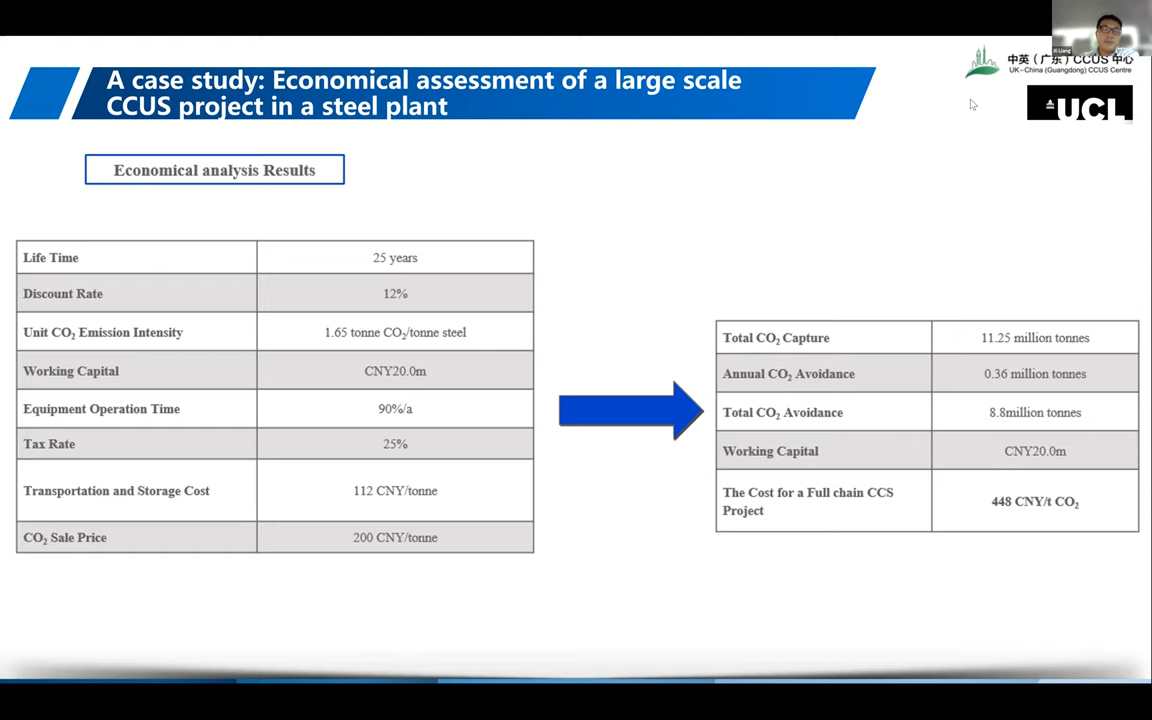 Xi Liang
中英（广东）CCUS 中心
UK-China (Guangdong) CCUS Centre
UCL
A case study: Economical assessment of a large scale
CCUS project in a steel plant
Economical analysis Results
Life Time 25 years
Discount Rate 12%
Unit CO₂ Emission Intensity 1.65 tonne CO₂/tonne steel
Working Capital CNY20.0m
Equipment Operation Time 90%/a
Tax Rate 25%
Transportation and Storage Cost 112 CNY/tonne
CO₂ Sale Price 200 CNY/tonne
Total CO₂ Capture 11.25 million tonnes
Annual CO₂ Avoidance 0.36 million tonnes
Total CO₂ Avoidance 8.8million tonnes
Working Capital CNY20.0m
The Cost for a Full chain CCS
Project 448 CNY/t CO₂